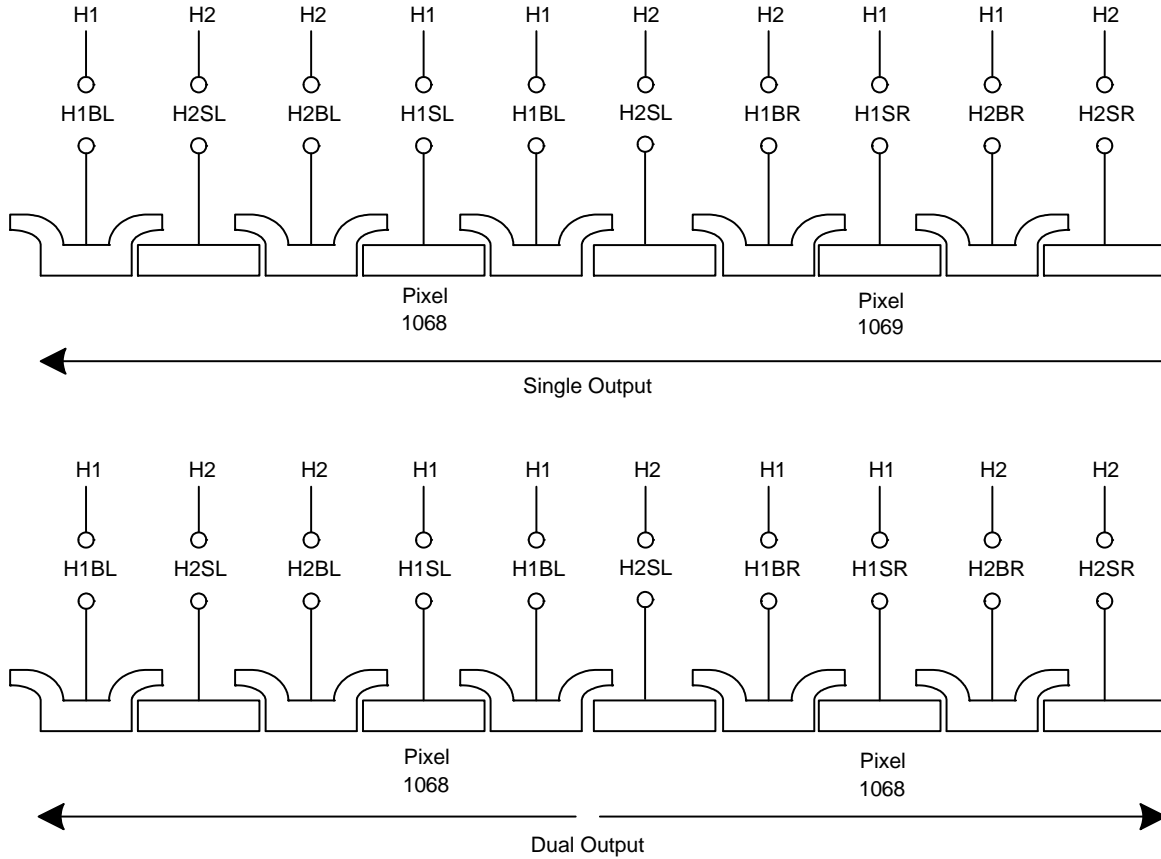 H1 H2 H2 H1 H1 H2 H2 H1 H1 H2
H1BL H2SL H2BL H1SL H1BL H2SL H1BR H1SR H2BR H2SR
Pixel Pixel
1068 1069
Single Output
H1 H2 H2 H1 H1 H2 H1 H1 H2 H2
H1BL H2SL H2BL H1SL H1BL H2SL H1BR H1SR H2BR H2SR
Pixel Pixel
1068 1068
Dual Output